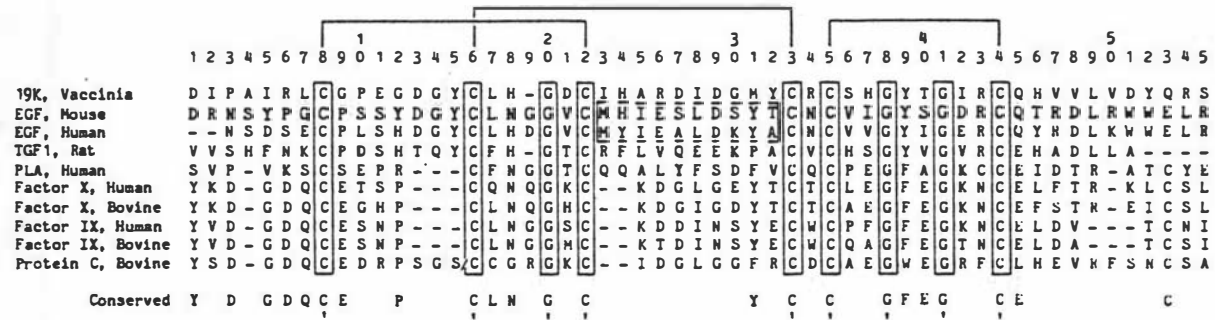 1 2 3 4 5
1 2 3 4 5 6 7 8 9 0 1 2 3 4 5 6 7 8 9 0 1 2 3 4 5 6 7 8 9 0 1 2 3 4 5 6 7 8 9 0 1 2 3 4 5 6 7 8 9 0 1 2 3 4 5
19K, Vaccinia D I P A I R L C G P E G D G Y C L H - G D C I H A R D I D G M Y C R C S H G Y T G I R C Q H V V L V D Y Q R S
EGF, Mouse D R N S Y P G C P S S Y D G Y C L N G G V C M H I E S L D S Y T C N C V I G Y S G D R C Q T R D L R W W E L R
EGF, Human - - N S D S E C P L S H D G Y C L H D G V C M Y I E A L D K Y A C N C V V G Y I G E R C Q Y H D L K W W E L R
TGF1, Rat V V S H F N K C P D S H T Q Y C F H - G T C R F L V Q E E K P A C V C H S G Y V G V R C E H A D L L A - - - -
PLA, Human S V P - V K S C S E P R - - - C F N G G T C Q Q A L Y F S D F V C Q C P E G F A G K C C E I D T R - A T C Y E
Factor X, Human Y K D - G D Q C E T S P - - - C Q N Q G K C - - K D G L G E Y T C T C L E G F E G K N C E L F T R - K L C S L
Factor X, Bovine Y K D - G D Q C E G H P - - - C L N Q G H C - - K D G I G D Y T C T C A E G F E G K N C E F S T R - E I C S L
Factor IX, Human Y V D - G D Q C E S N P - - - C L N G G S C - - K D D I N S Y E C W C P F G F E G K N C E L D V - - - T C N I
Factor IX, Bovine Y V D - G D Q C E S N P - - - C L N G G M C - - K T D I N S Y E C W C Q A G F E G T N C E L D A - - - T C N I
Protein C, Bovine Y S D - G D Q C E D R P S G S C C G R G K C - - I D G L G G F R C D C A E G W E G R F C L H E V R F S N C S A
Conserved Y D G D Q C E P C L N G C Y C C G F E G C E C